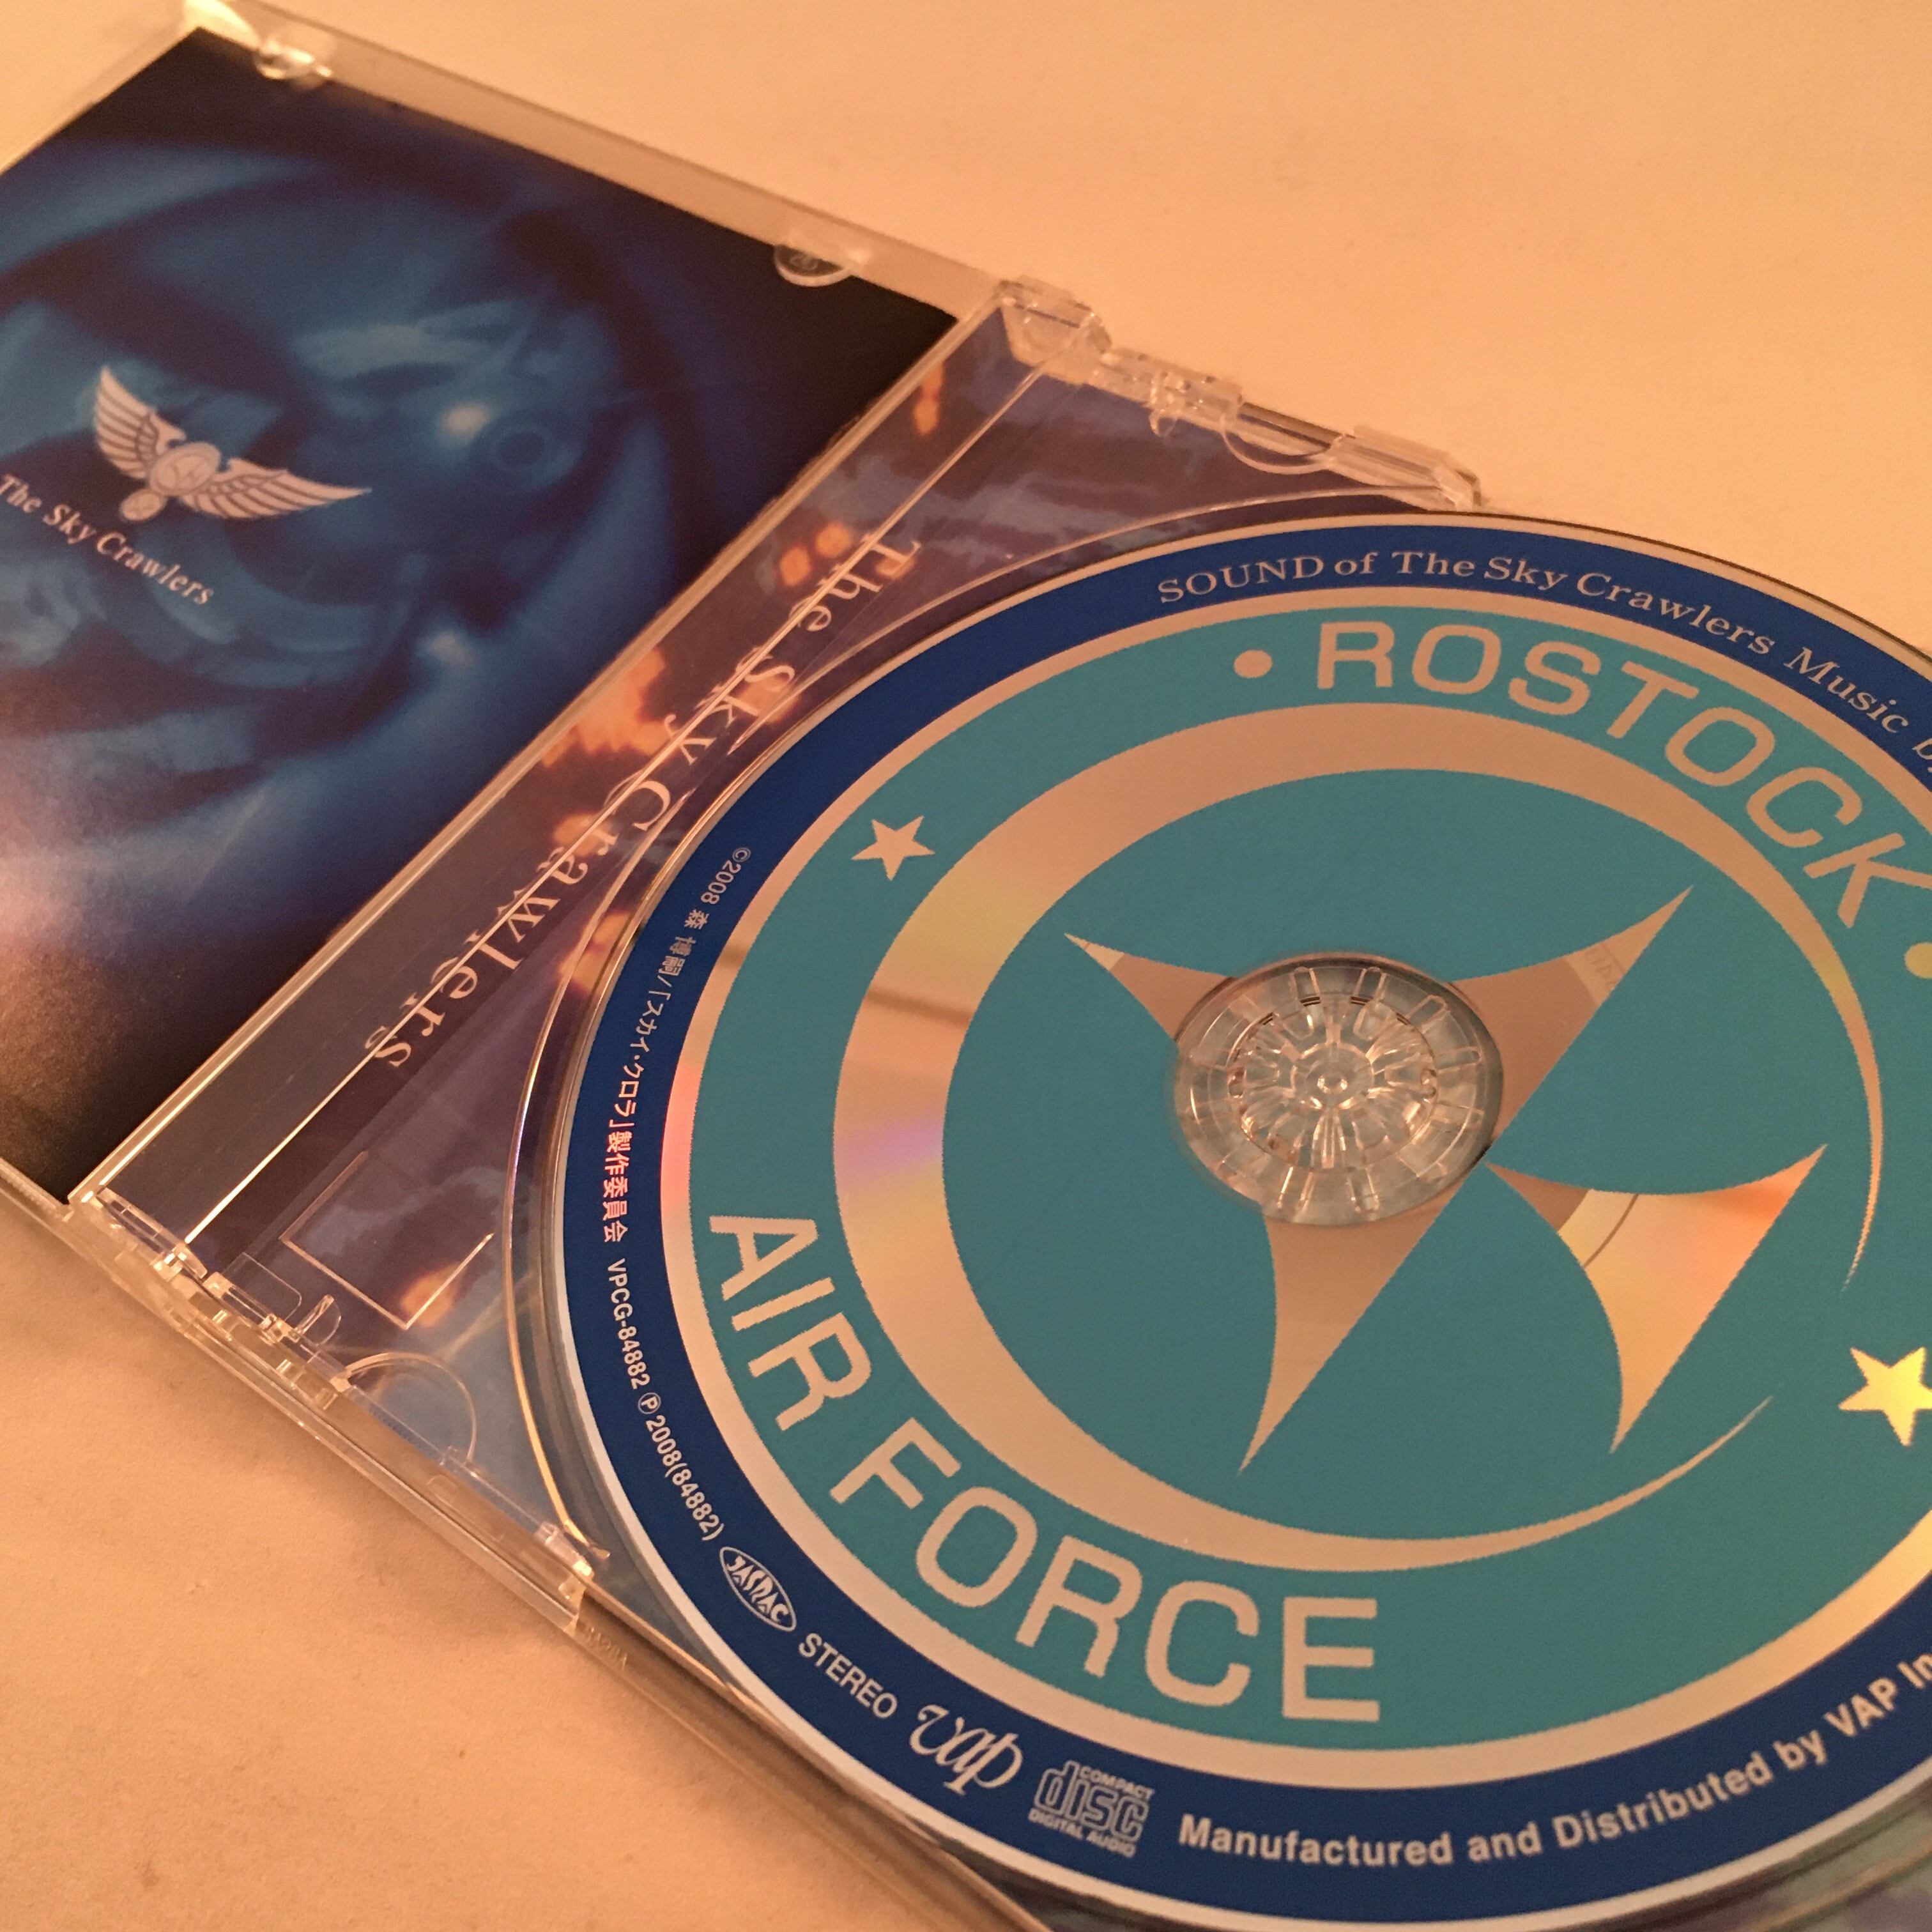 The Sky Crawlers
The Sky Crawlers
SOUND of The Sky Crawlers Music
• ROSTOCK •
AIR FORCE
©2008 森 博嗣/「スカイ・クロラ」製作委員会 VPCG-84882 Ⓟ2008(84882)
JASRAC
STEREO
vap
COMPACT
disc
DIGITAL AUDIO
Manufactured and Distributed by VAP